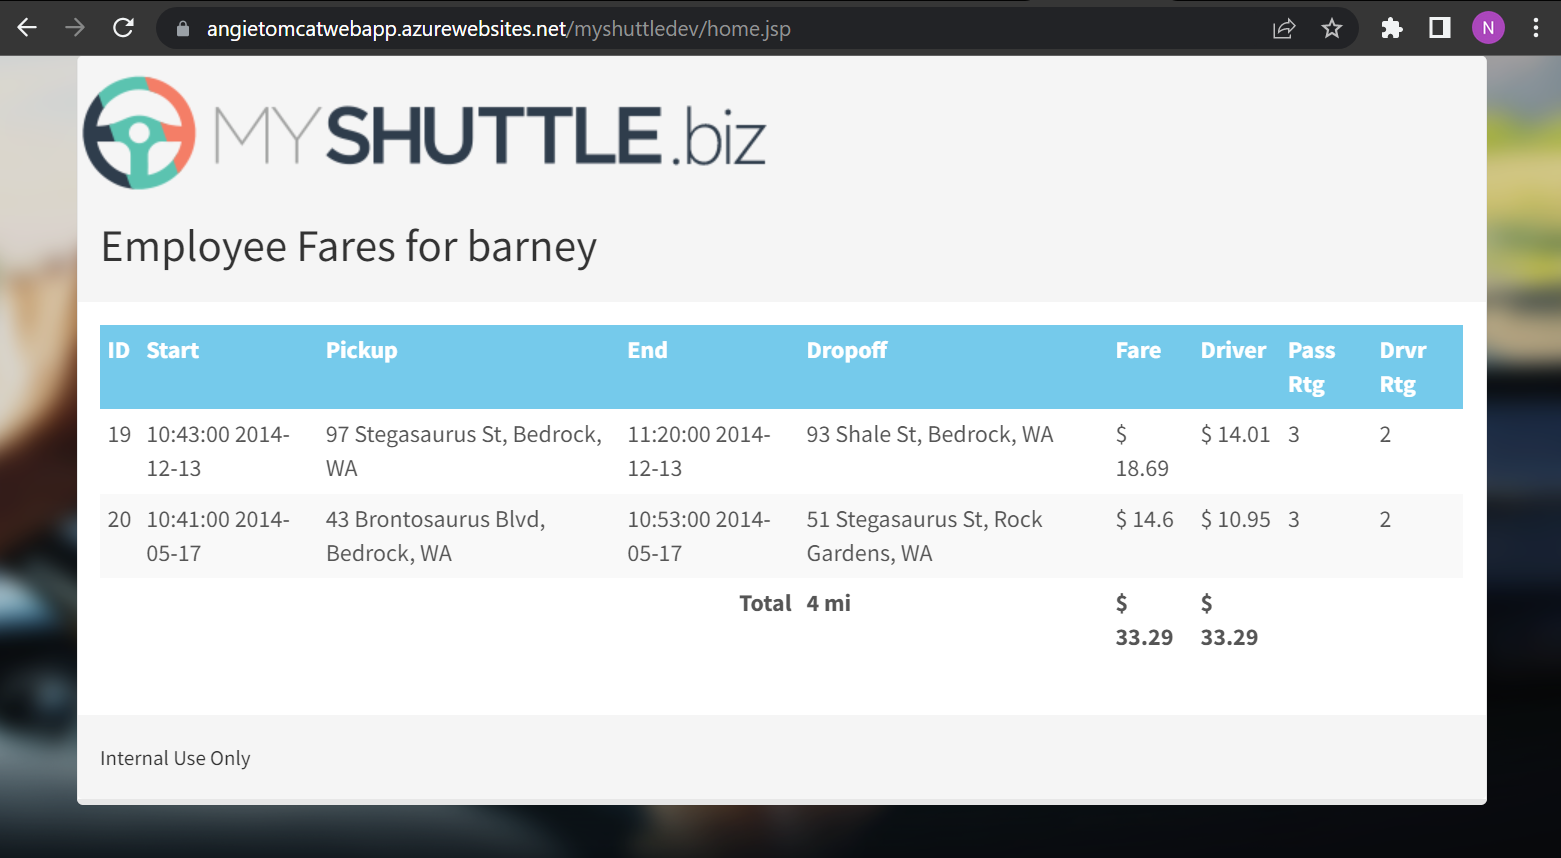 angietomcatwebapp.azurewebsites.net/myshuttledev/home.jsp
N
MYSHUTTLE.biz
Employee Fares for barney
ID Start Pickup End Dropoff Fare Driver Pass Drvr
Rtg Rtg
19 10:43:00 2014- 97 Stegasaurus St, Bedrock, 11:20:00 2014- 93 Shale St, Bedrock, WA $ $ 14.01 3 2
12-13 WA 12-13 18.69
20 10:41:00 2014- 43 Brontosaurus Blvd, 10:53:00 2014- 51 Stegasaurus St, Rock $ 14.6 $ 10.95 3 2
05-17 Bedrock, WA 05-17 Gardens, WA
Total 4 mi $ $
33.29 33.29
Internal Use Only